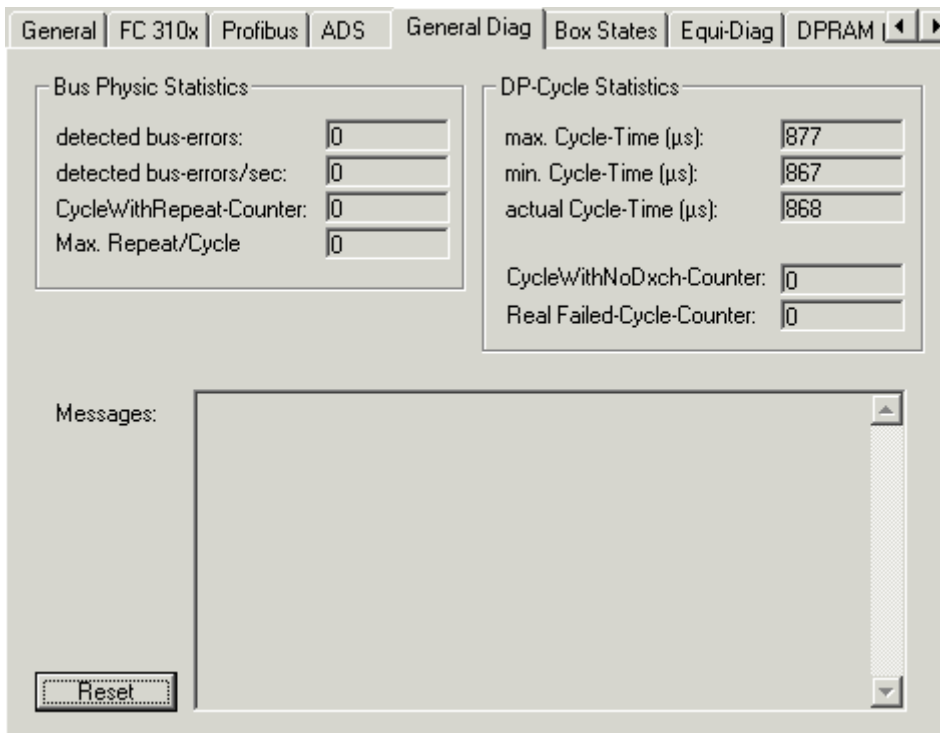 General FC 310x Profibus ADS General Diag Box States Equi-Diag DPRAM
Bus Physic Statistics
detected bus-errors: 0
detected bus-errors/sec: 0
CycleWithRepeat-Counter: 0
Max. Repeat/Cycle 0
DP-Cycle Statistics
max. Cycle-Time (µs): 877
min. Cycle-Time (µs): 867
actual Cycle-Time (µs): 868
CycleWithNoDxch-Counter: 0
Real Failed-Cycle-Counter: 0
Messages:
Reset